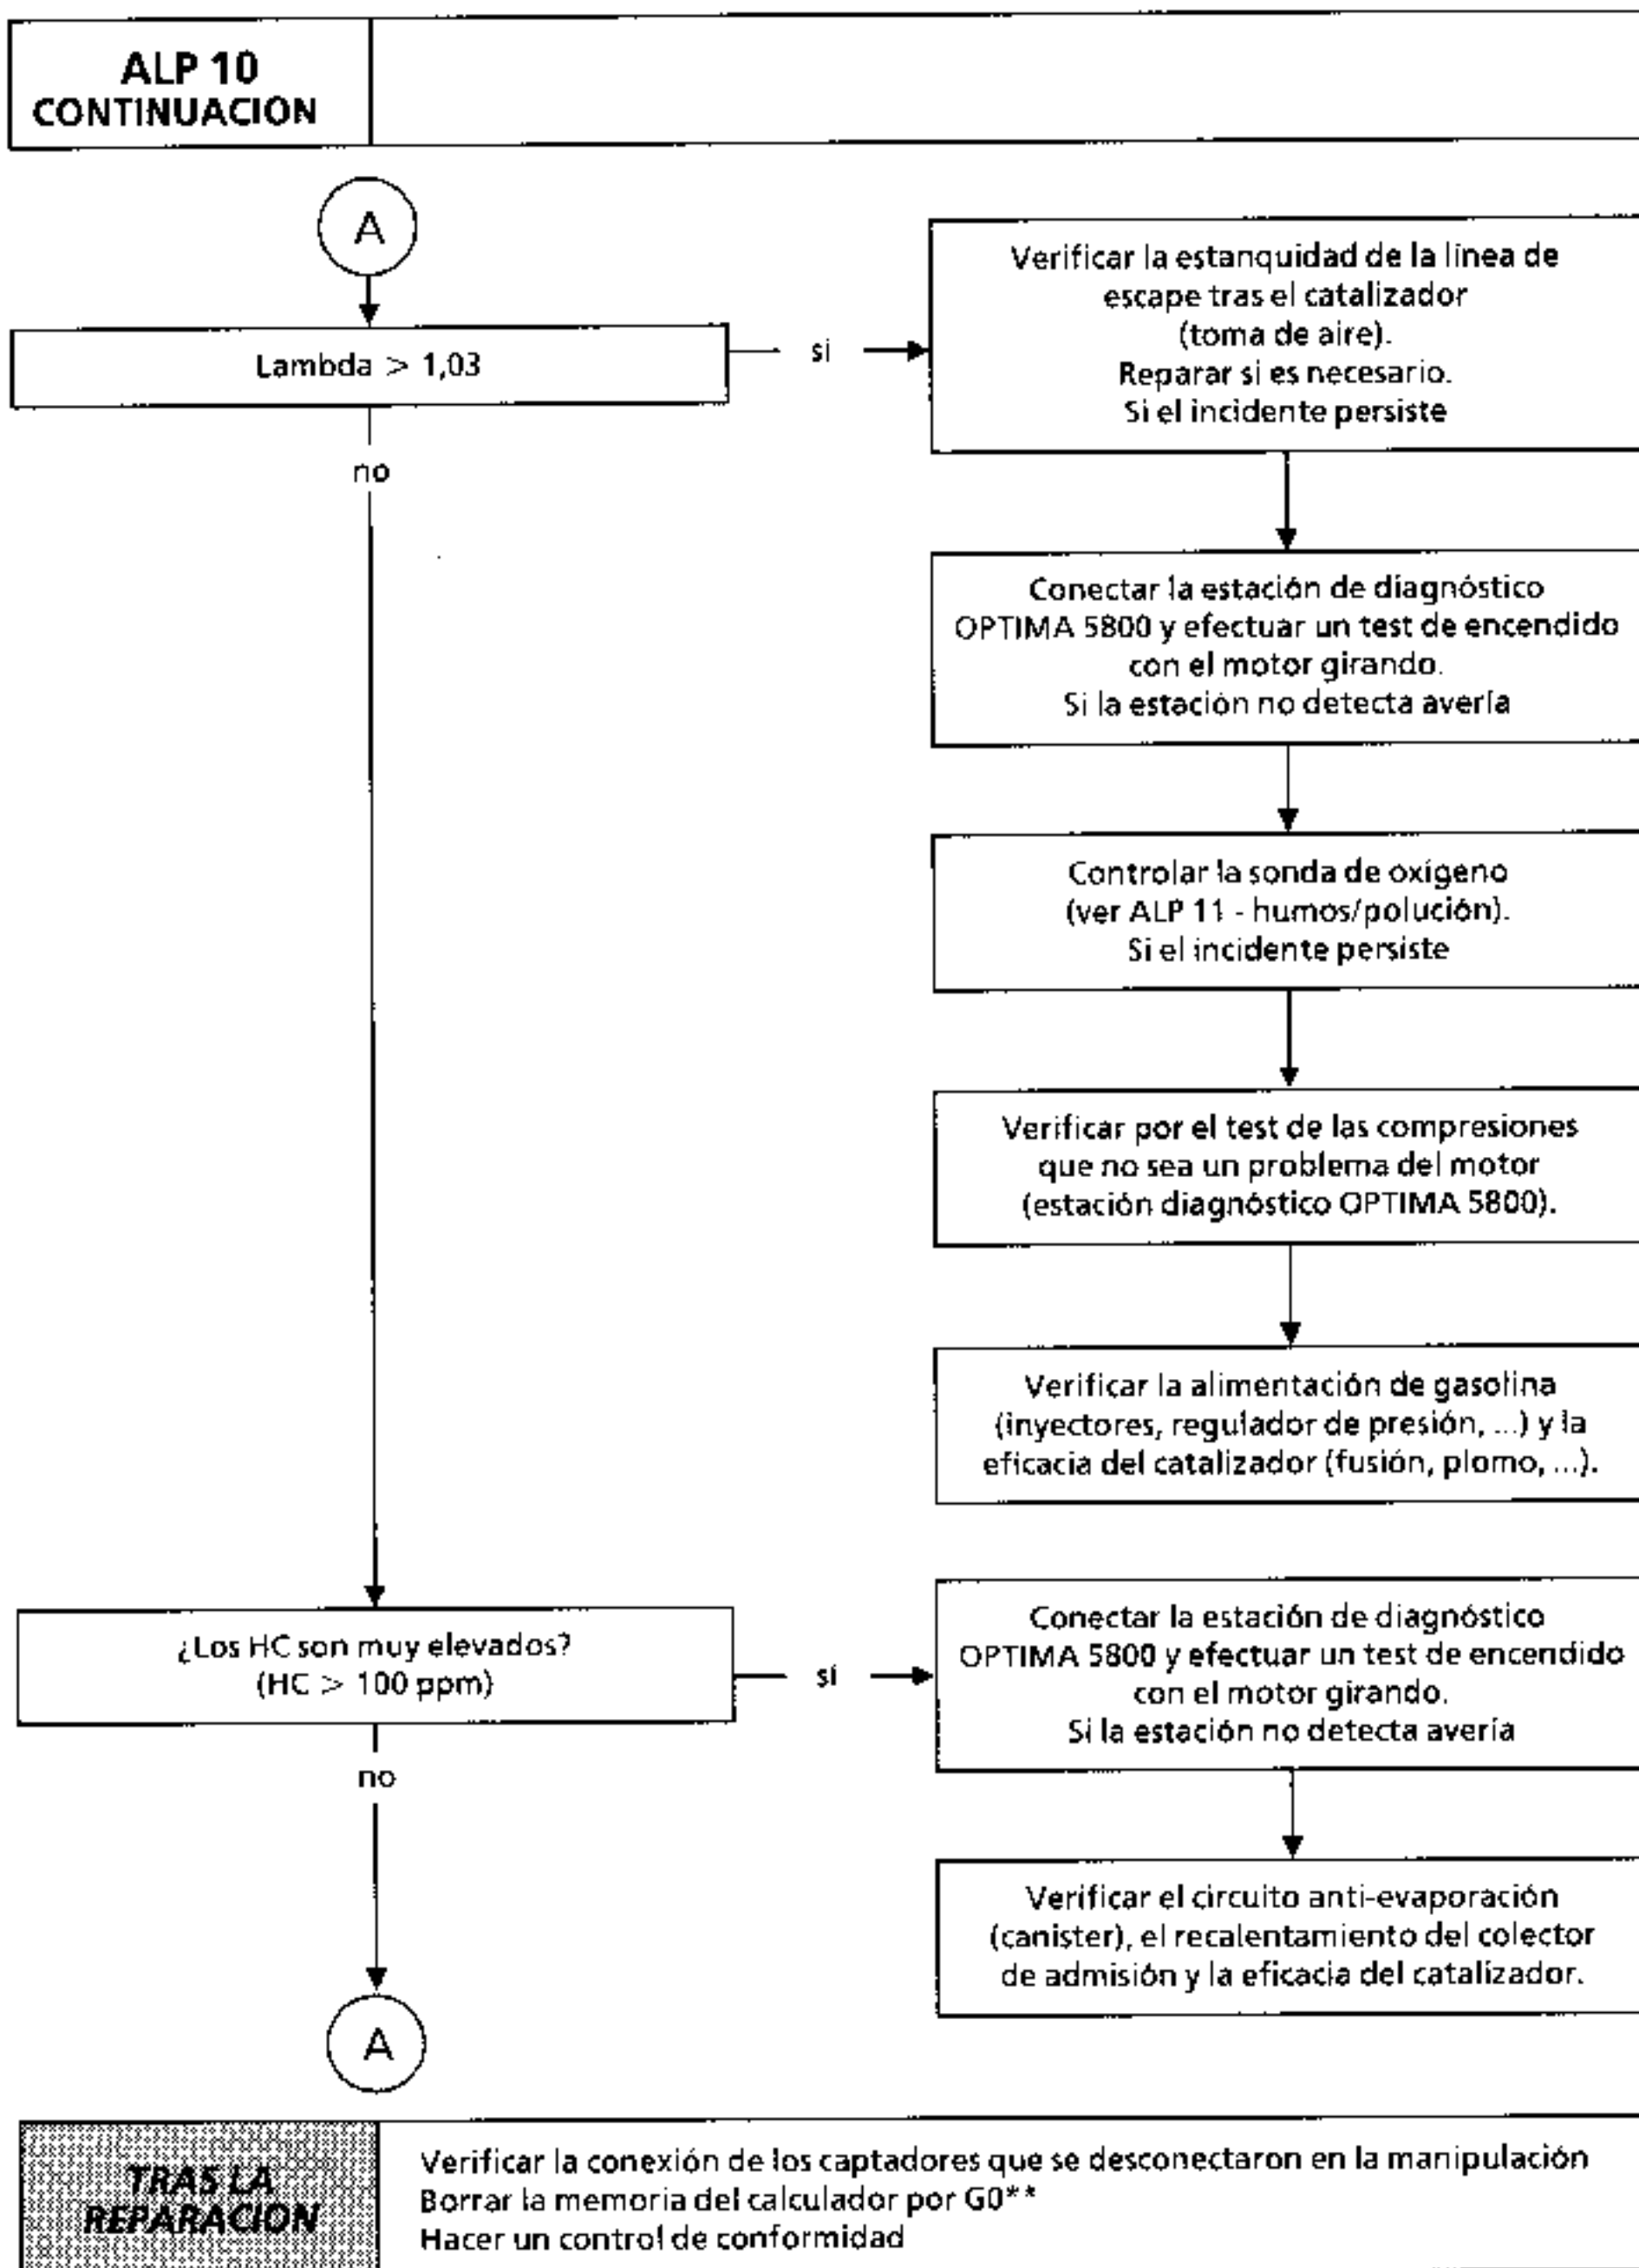 ALP 10
CONTINUACION
A
Lambda > 1,03
si
Verificar la estanquidad de la línea de
escape tras el catalizador
(toma de aire).
Reparar si es necesario.
Si el incidente persiste
no
Conectar la estación de diagnóstico
OPTIMA 5800 y efectuar un test de encendido
con el motor girando.
Si la estación no detecta avería
Controlar la sonda de oxígeno
(ver ALP 11 - humos/polución).
Si el incidente persiste
Verificar por el test de las compresiones
que no sea un problema del motor
(estación diagnóstico OPTIMA 5800).
Verificar la alimentación de gasolina
(inyectores, regulador de presión, ...) y la
eficacia del catalizador (fusión, plomo, ...).
¿Los HC son muy elevados?
(HC > 100 ppm)
sí
Conectar la estación de diagnóstico
OPTIMA 5800 y efectuar un test de encendido
con el motor girando.
Si la estación no detecta avería
no
Verificar el circuito anti-evaporación
(canister), el recalentamiento del colector
de admisión y la eficacia del catalizador.
A
TRAS LA
REPARACION
Verificar la conexión de los captadores que se desconectaron en la manipulación
Borrar la memoria del calculador por G0**
Hacer un control de conformidad